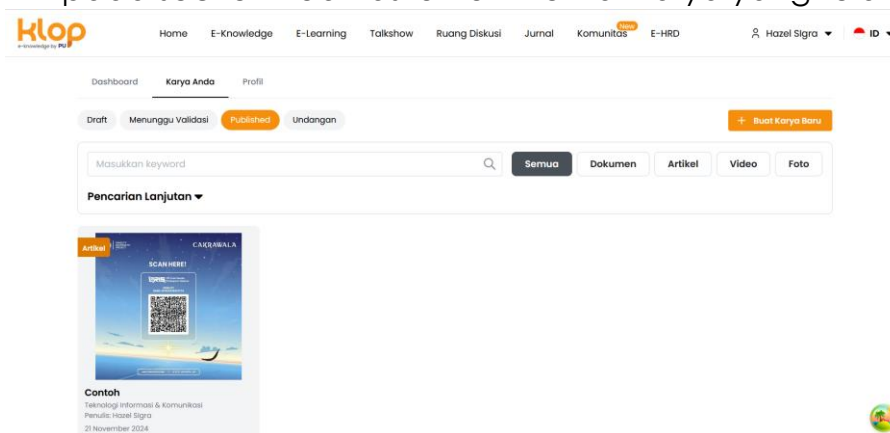 klop
e-knowledge by PU
Home E-Knowledge E-Learning Talkshow Ruang Diskusi Jurnal Komunitas New E-HRD Hazel SIgra ID
Dashboard Karya Anda Profil
Draft Menunggu Validasi Published Undangan + Buat Karya Baru
Masukkan keyword Semua Dokumen Artikel Video Foto
Pencarian Lanjutan
Artikel CAKRAWALA
SCAN HERE!
Contoh
Teknologi Informasi & Komunikasi
Penulis: Hazel Sigra
21 November 2024